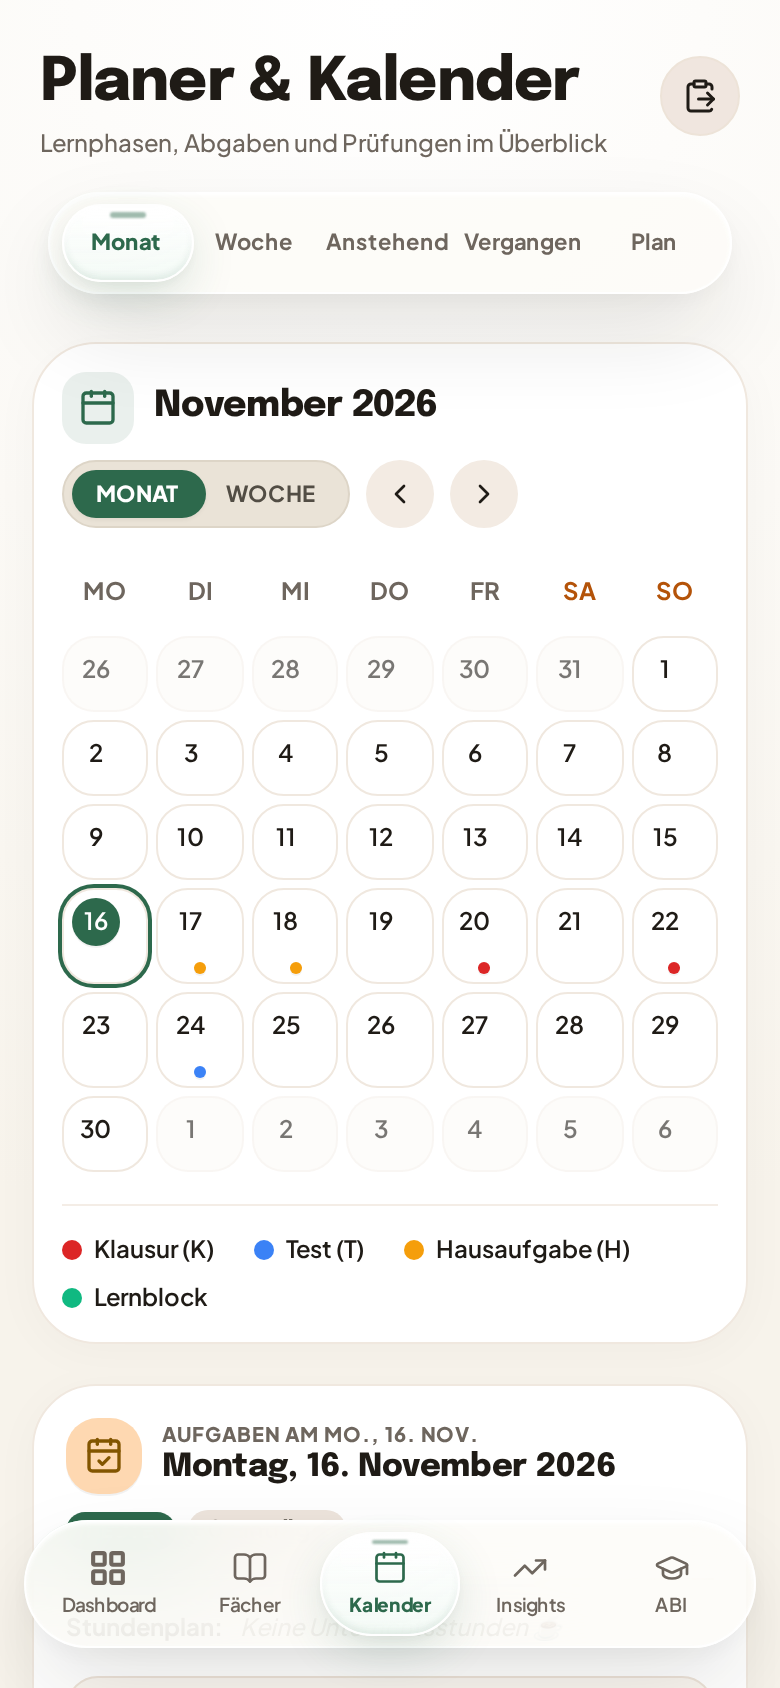 Planer & Kalender
Lernphasen, Abgaben und Prüfungen im Überblick
Monat Woche Anstehend Vergangen Plan
November 2026
MONAT WOCHE
MO DI MI DO FR SA SO
26 27 28 29 30 31 1
2 3 4 5 6 7 8
9 10 11 12 13 14 15
16 17 18 19 20 21 22
23 24 25 26 27 28 29
30 1 2 3 4 5 6
Klausur (K) Test (T) Hausaufgabe (H)
Lernblock
AUFGABEN AM MO., 16. NOV.
Montag, 16. November 2026
Dashboard Fächer Kalender Insights ABI
Stundenplan: Keine